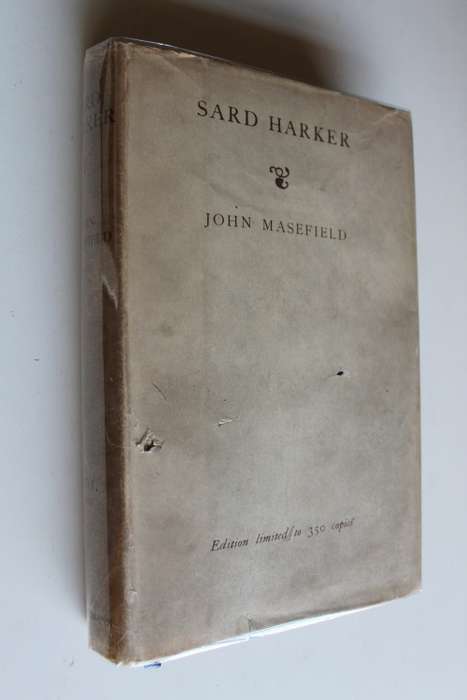 SARD HARKER
JOHN MASEFIELD
Edition limited to 350 copies